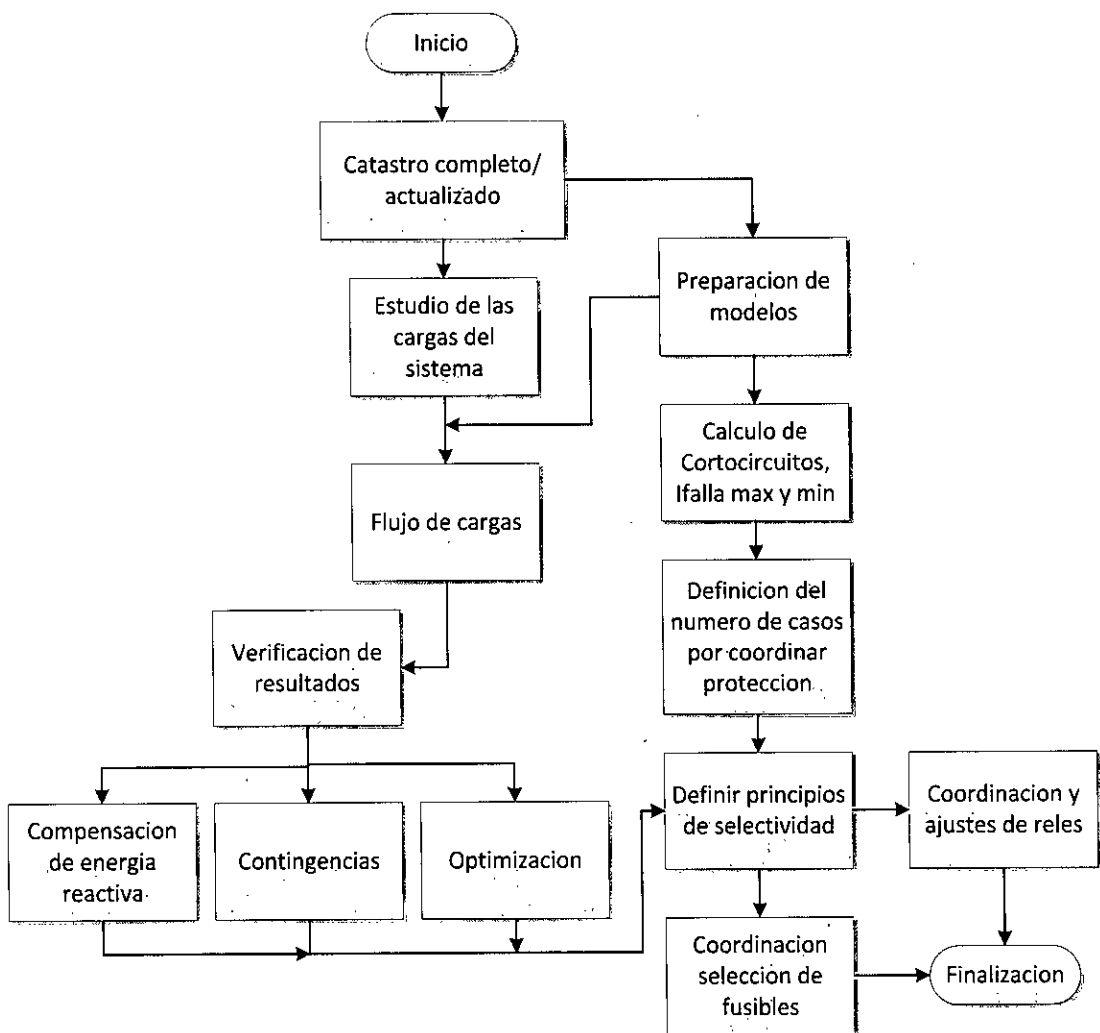 Inicio
Catastro completo/
actualizado
Preparacion de
modelos
Estudio de las
cargas del
sistema
Calculo de
Cortocircuitos,
Ifalla max y min
Flujo de cargas
Definicion del
numero de casos
por coordinar
proteccion
Verificacion de
resultados
Compensacion
de energia
reactiva
Contingencias
Optimizacion
Definir principios
de selectividad
Coordinacion y
ajustes de reles
Coordinacion
selección de
fusibles
Finalizacion